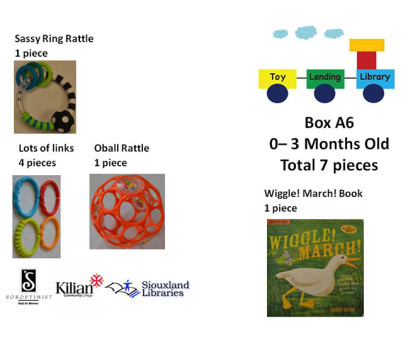 Sassy Ring Rattle
1 piece
Lots of links
4 pieces
Oball Rattle
1 piece
Toy Lending Library
Box A6
0– 3 Months Old
Total 7 pieces
Wiggle! March! Book
1 piece
WIGGLE!
MARCH!
S
SOROPTIMIST
Kilian
Community College
Siouxland
Libraries